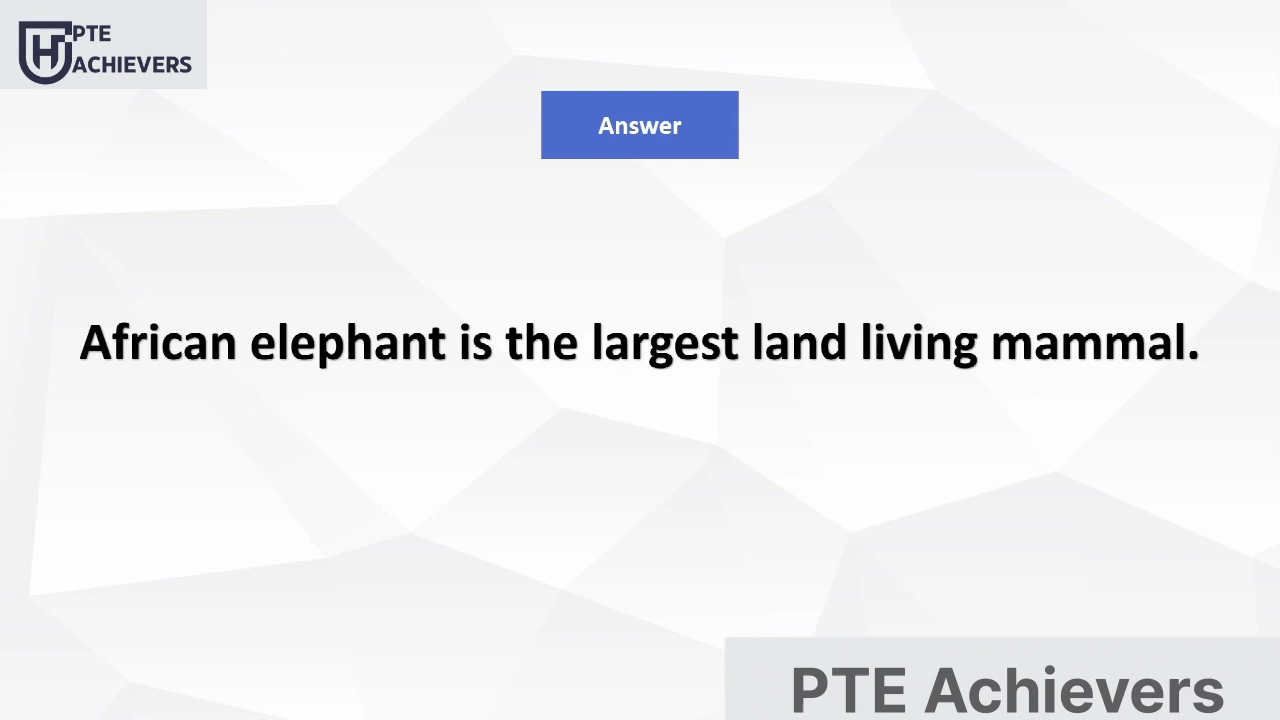 PTE
ACHIEVERS
Answer
African elephant is the largest land living mammal.
PTE Achievers